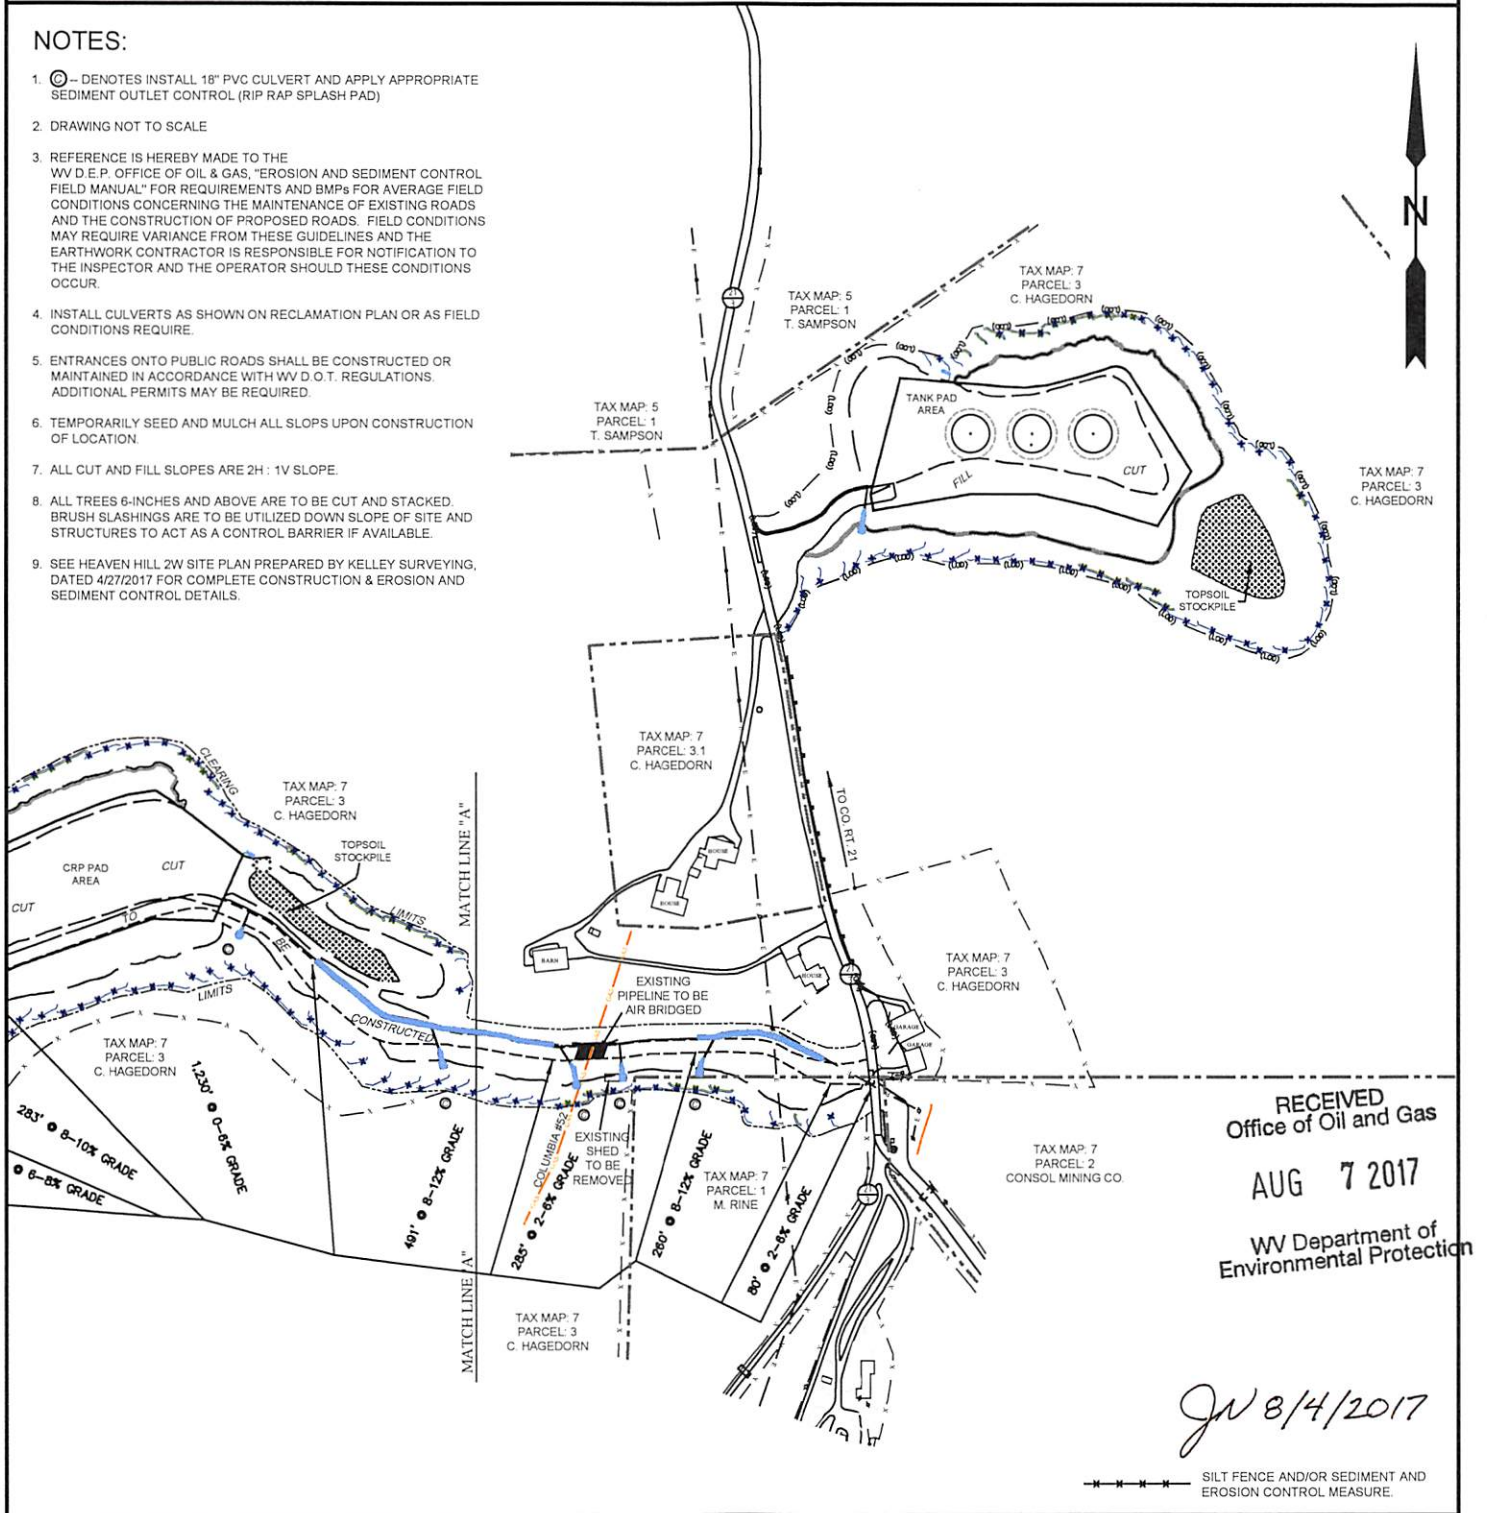 NOTES:
1. Ⓒ -- DENOTES INSTALL 18" PVC CULVERT AND APPLY APPROPRIATE
SEDIMENT OUTLET CONTROL (RIP RAP SPLASH PAD)
2. DRAWING NOT TO SCALE
3. REFERENCE IS HEREBY MADE TO THE
WV D.E.P. OFFICE OF OIL & GAS, "EROSION AND SEDIMENT CONTROL
FIELD MANUAL" FOR REQUIREMENTS AND BMPs FOR AVERAGE FIELD
CONDITIONS CONCERNING THE MAINTENANCE OF EXISTING ROADS
AND THE CONSTRUCTION OF PROPOSED ROADS. FIELD CONDITIONS
MAY REQUIRE VARIANCE FROM THESE GUIDELINES AND THE
EARTHWORK CONTRACTOR IS RESPONSIBLE FOR NOTIFICATION TO
THE INSPECTOR AND THE OPERATOR SHOULD THESE CONDITIONS
OCCUR.
4. INSTALL CULVERTS AS SHOWN ON RECLAMATION PLAN OR AS FIELD
CONDITIONS REQUIRE.
5. ENTRANCES ONTO PUBLIC ROADS SHALL BE CONSTRUCTED OR
MAINTAINED IN ACCORDANCE WITH WV D.O.T. REGULATIONS.
ADDITIONAL PERMITS MAY BE REQUIRED.
6. TEMPORARILY SEED AND MULCH ALL SLOPS UPON CONSTRUCTION
OF LOCATION.
7. ALL CUT AND FILL SLOPES ARE 2H : 1V SLOPE.
8. ALL TREES 6-INCHES AND ABOVE ARE TO BE CUT AND STACKED.
BRUSH SLASHINGS ARE TO BE UTILIZED DOWN SLOPE OF SITE AND
STRUCTURES TO ACT AS A CONTROL BARRIER IF AVAILABLE.
9. SEE HEAVEN HILL 2W SITE PLAN PREPARED BY KELLEY SURVEYING,
DATED 4/27/2017 FOR COMPLETE CONSTRUCTION & EROSION AND
SEDIMENT CONTROL DETAILS.
N
TAX MAP: 7
PARCEL: 3
C. HAGEDORN
TAX MAP: 5
PARCEL: 1
T. SAMPSON
21
TAX MAP: 5
PARCEL: 1
T. SAMPSON
TANK PAD
AREA
FILL
CUT
(LOD)
TAX MAP: 7
PARCEL: 3
C. HAGEDORN
TOPSOIL
STOCKPILE
TAX MAP: 7
PARCEL: 3.1
C. HAGEDORN
TO CO. RT. 21
CLEARING
TAX MAP: 7
PARCEL: 3
C. HAGEDORN
TOPSOIL
STOCKPILE
MATCH LINE "A"
CRP PAD
AREA
CUT
CUT
TO
BE
LIMITS
CONSTRUCTED
LIMITS
HOUSE
HOUSE
BARN
HOUSE
21
EXISTING
PIPELINE TO BE
AIR BRIDGED
TAX MAP: 7
PARCEL: 3
C. HAGEDORN
GARAGE
GARAGE
TAX MAP: 7
PARCEL: 3
C. HAGEDORN
283' @ 8-10% GRADE
@ 6-8% GRADE
1,230' @ 0-6% GRADE
491' @ 8-12% GRADE
COLUMBIA #52
285' @ 2-6% GRADE
EXISTING
SHED
TO BE
REMOVED
260' @ 8-12% GRADE
TAX MAP: 7
PARCEL: 1
M. RINE
80' @ 2-6% GRADE
TAX MAP: 7
PARCEL: 2
CONSOL MINING CO.
MATCH LINE "A"
TAX MAP: 7
PARCEL: 3
C. HAGEDORN
RECEIVED
Office of Oil and Gas
AUG 7 2017
WV Department of
Environmental Protection
JN 8/4/2017
SILT FENCE AND/OR SEDIMENT AND
EROSION CONTROL MEASURE.